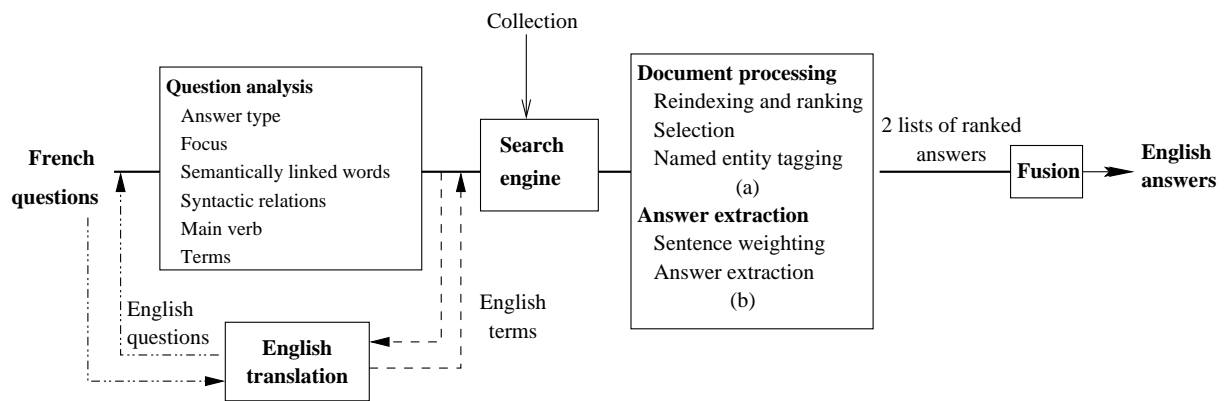 Collection
French
questions
Question analysis
Answer type
Focus
Semantically linked words
Syntactic relations
Main verb
Terms
English
questions
English
translation
English
terms
Search
engine
Document processing
Reindexing and ranking
Selection
Named entity tagging
(a)
Answer extraction
Sentence weighting
Answer extraction
(b)
2 lists of ranked
answers
Fusion
English
answers